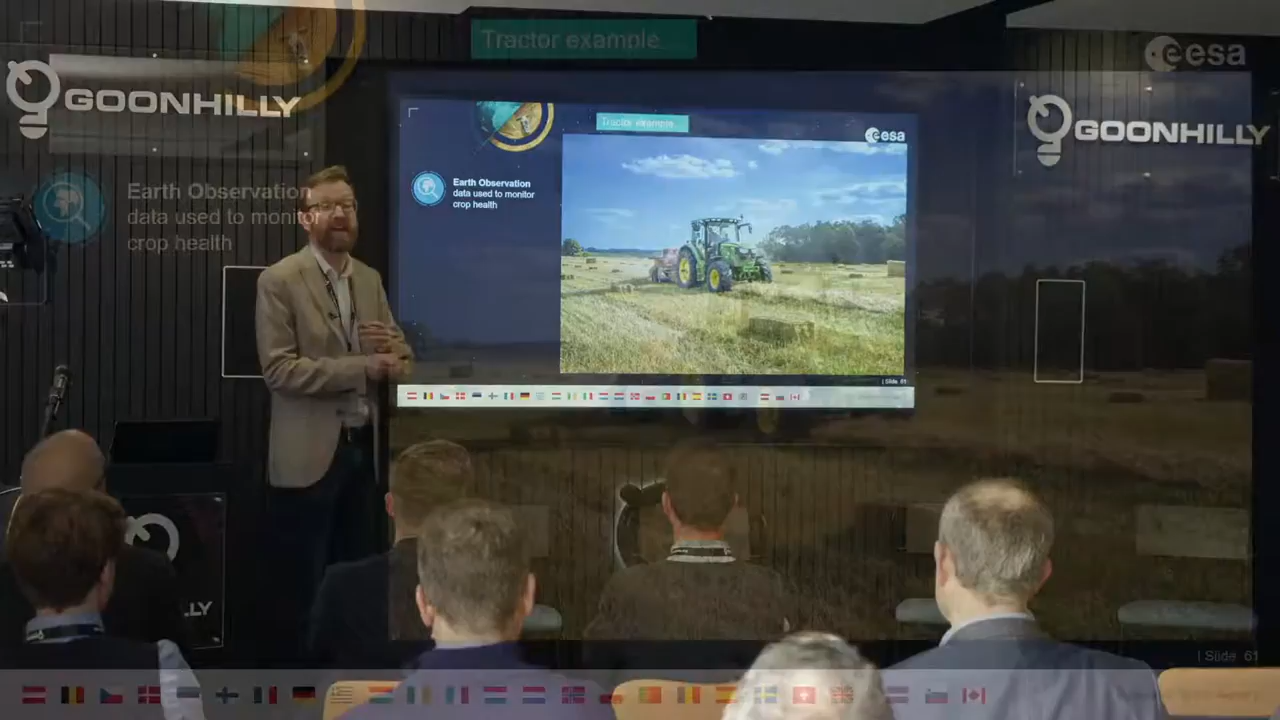 Tractor example
esa
GOONHILLY
GOONHILLY
Tractor example
esa
Earth Observation
data used to monitor
crop health
Earth Observation
data used to monitor
crop health
| Slide 61
LLY
| Slide 61